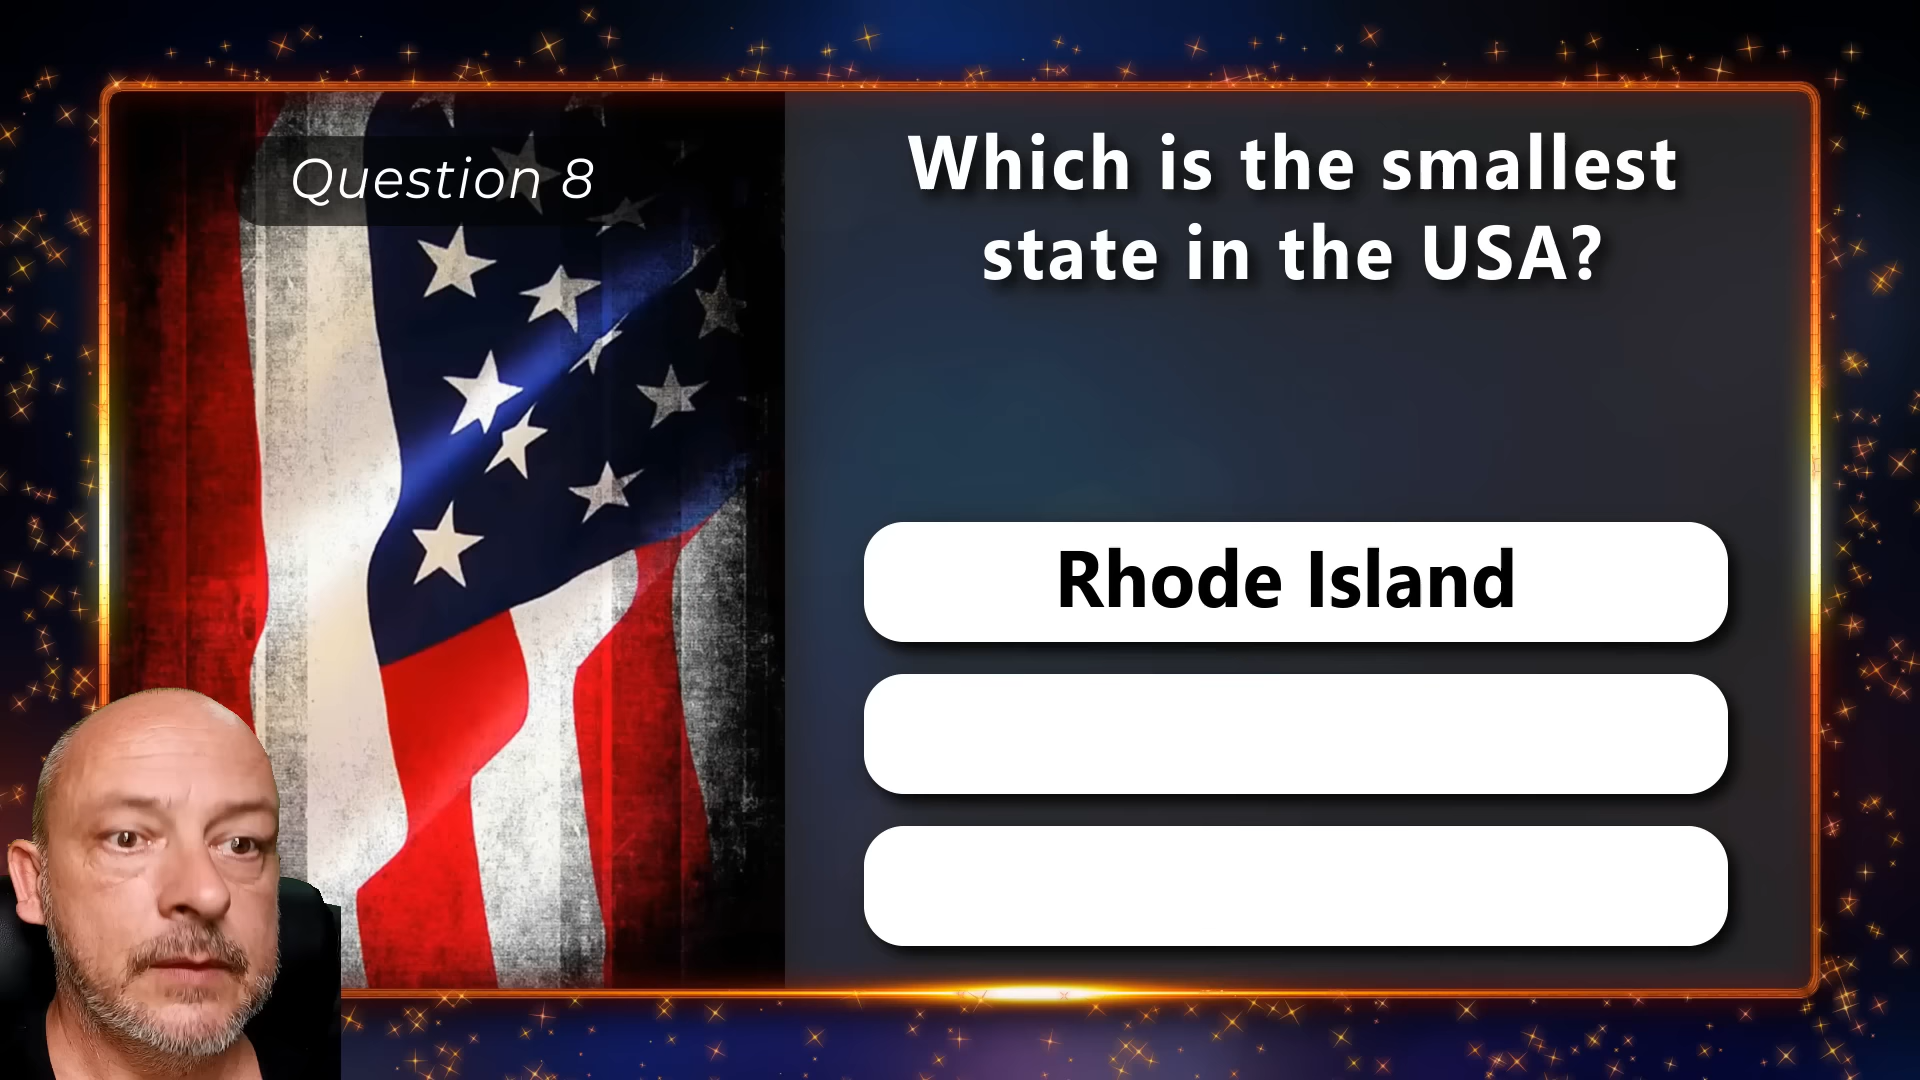 Question 8
Which is the smallest
state in the USA?
Rhode Island